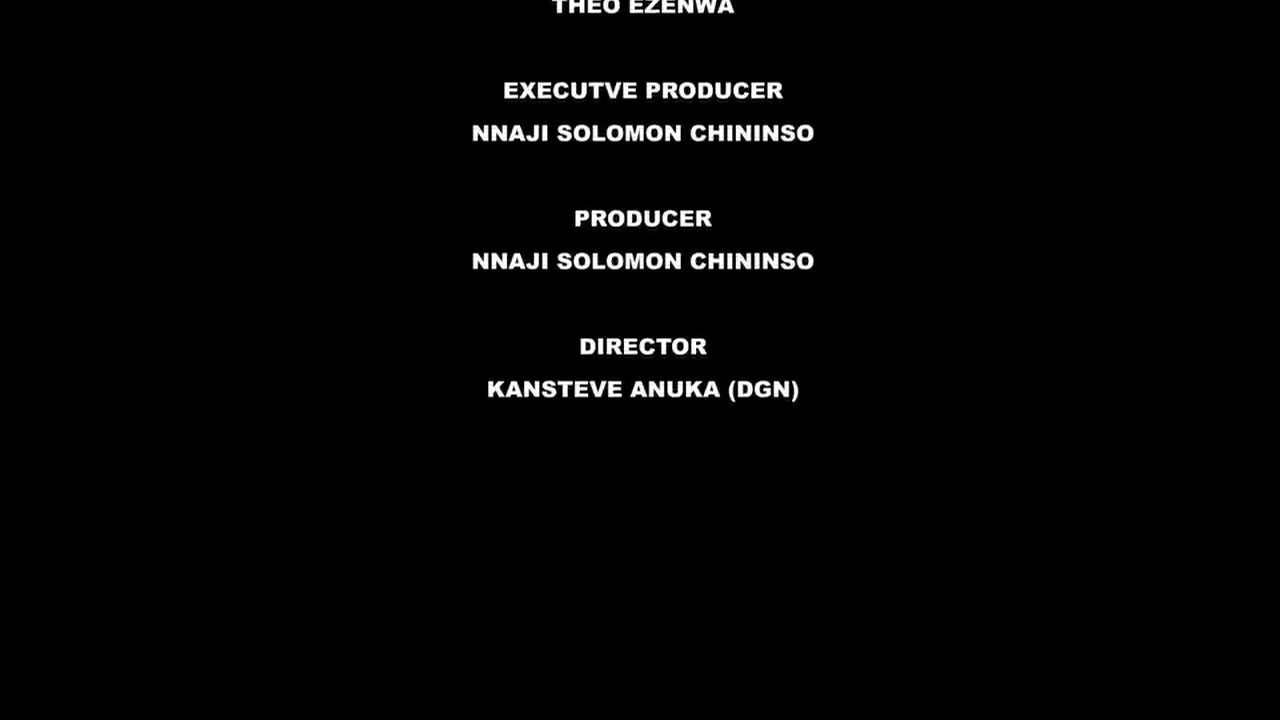 THEO EZENWA
EXECUTVE PRODUCER
NNAJI SOLOMON CHININSO
PRODUCER
NNAJI SOLOMON CHININSO
DIRECTOR
KANSTEVE ANUKA (DGN)